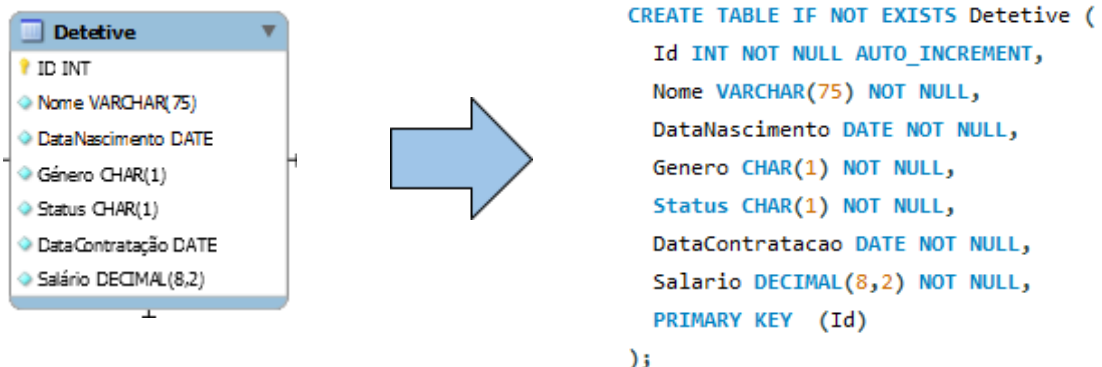 Detetive
ID INT
Nome VARCHAR(75)
DataNascimento DATE
Género CHAR(1)
Status CHAR(1)
DataContratação DATE
Salário DECIMAL(8,2)
CREATE TABLE IF NOT EXISTS Detetive (
Id INT NOT NULL AUTO_INCREMENT,
Nome VARCHAR(75) NOT NULL,
DataNascimento DATE NOT NULL,
Genero CHAR(1) NOT NULL,
Status CHAR(1) NOT NULL,
DataContratacao DATE NOT NULL,
Salario DECIMAL(8,2) NOT NULL,
PRIMARY KEY (Id)
);